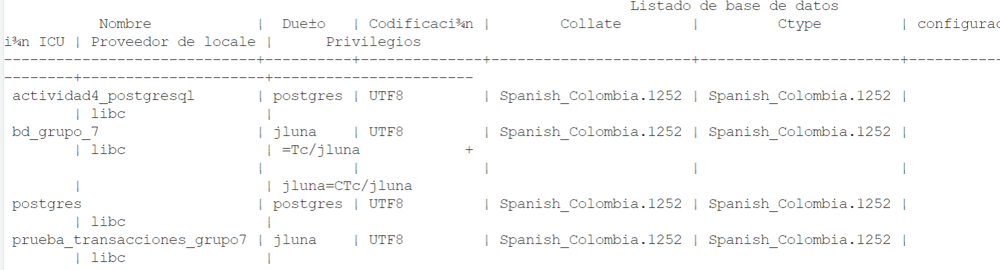 Listado de base de datos
Nombre | Due±o | Codificaci¾n | Collate | Ctype | configurac
i¾n ICU | Proveedor de locale | Privilegios
------------------------------+----------+--------------+-----------------------+-----------------------+-----------
---------+---------------------+-----------------------
actividad4_postgresql | postgres | UTF8 | Spanish_Colombia.1252 | Spanish_Colombia.1252 |
| libc |
bd_grupo_7 | jluna | UTF8 | Spanish_Colombia.1252 | Spanish_Colombia.1252 |
| libc | =Tc/jluna +
| | | | |
| | jluna=CTc/jluna
postgres | postgres | UTF8 | Spanish_Colombia.1252 | Spanish_Colombia.1252 |
| libc |
prueba_transacciones_grupo7 | jluna | UTF8 | Spanish_Colombia.1252 | Spanish_Colombia.1252 |
| libc |